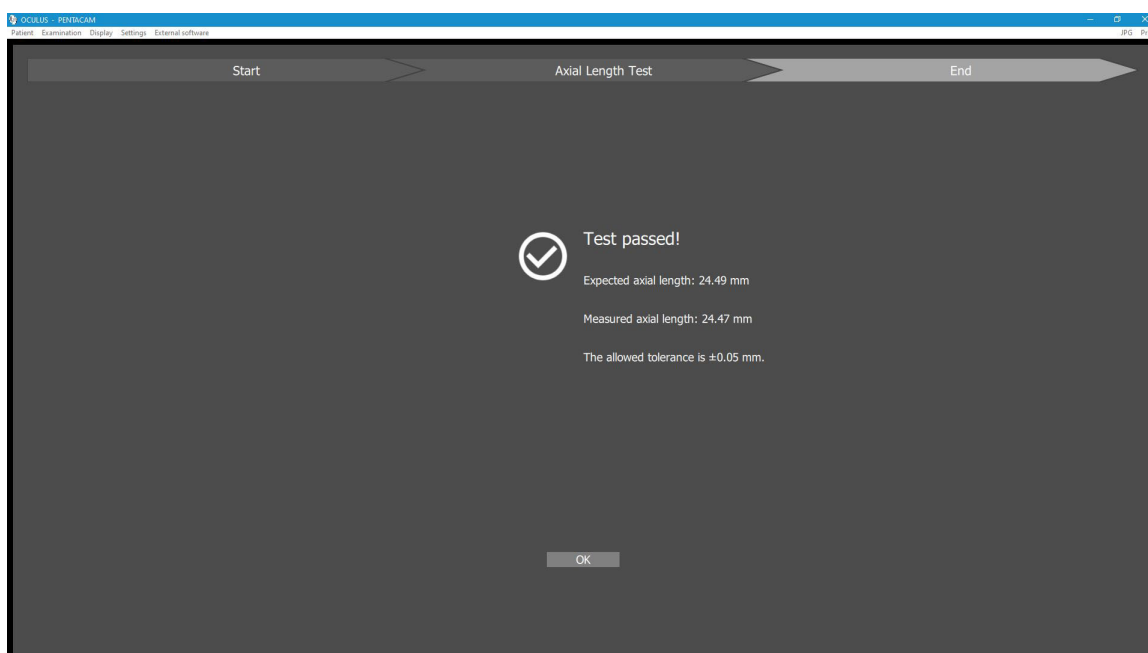 OCULUS - PENTACAM
Patient Examination Display Settings External software JPG
Start Axial Length Test End
Test passed!
Expected axial length: 24.49 mm
Measured axial length: 24.47 mm
The allowed tolerance is ±0.05 mm.
OK